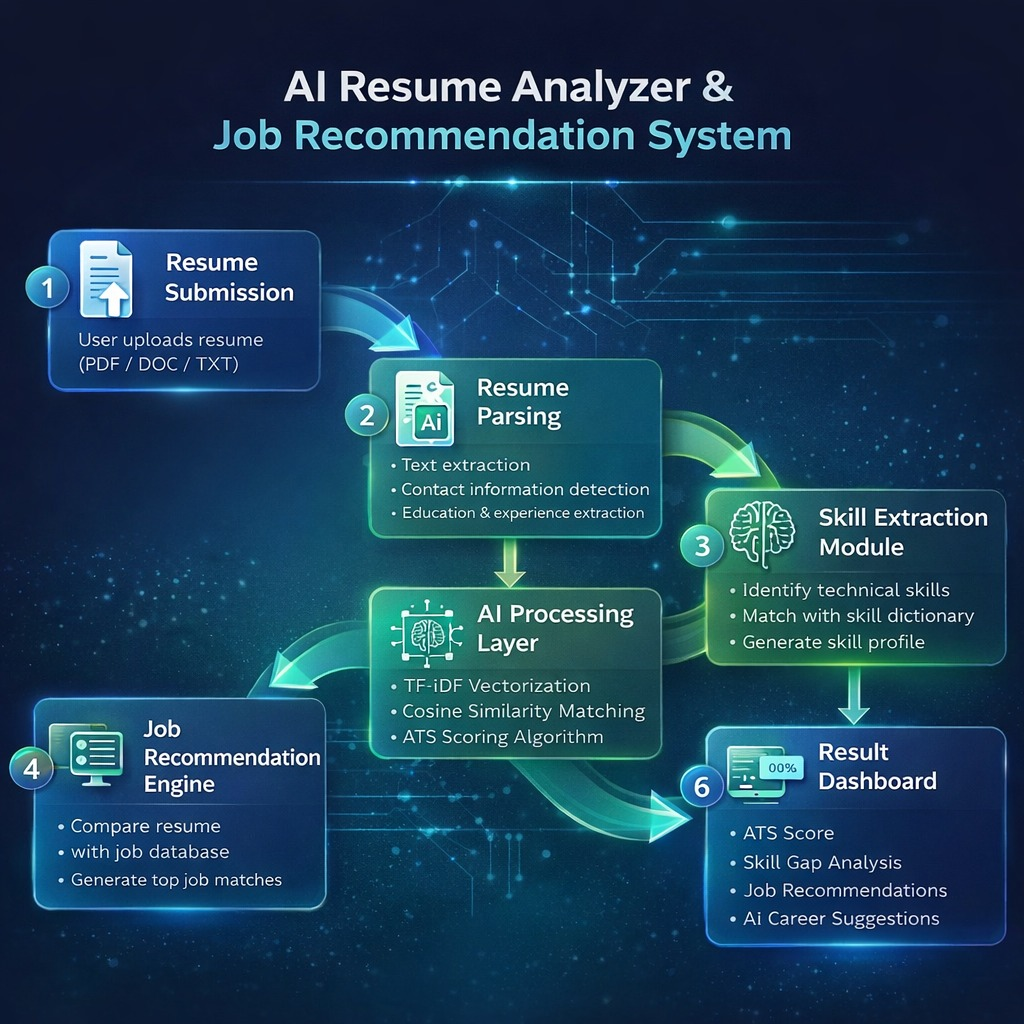 AI Resume Analyzer &
Job Recommendation System
1
Resume
Submission
User uploads resume
(PDF / DOC / TXT)
2
Ai
Resume
Parsing
• Text extraction
• Contact information detection
• Education & experience extraction
3
Skill Extraction
Module
• Identify technical skills
• Match with skill dictionary
• Generate skill profile
AI Processing
Layer
• TF-iDF Vectorization
• Cosine Similarity Matching
• ATS Scoring Algorithm
4
Job
Recommendation
Engine
• Compare resume
• with job database
• Generate top job matches
6
00%
Result
Dashboard
• ATS Score
• Skill Gap Analysis
• Job Recommendations
• Ai Career Suggestions